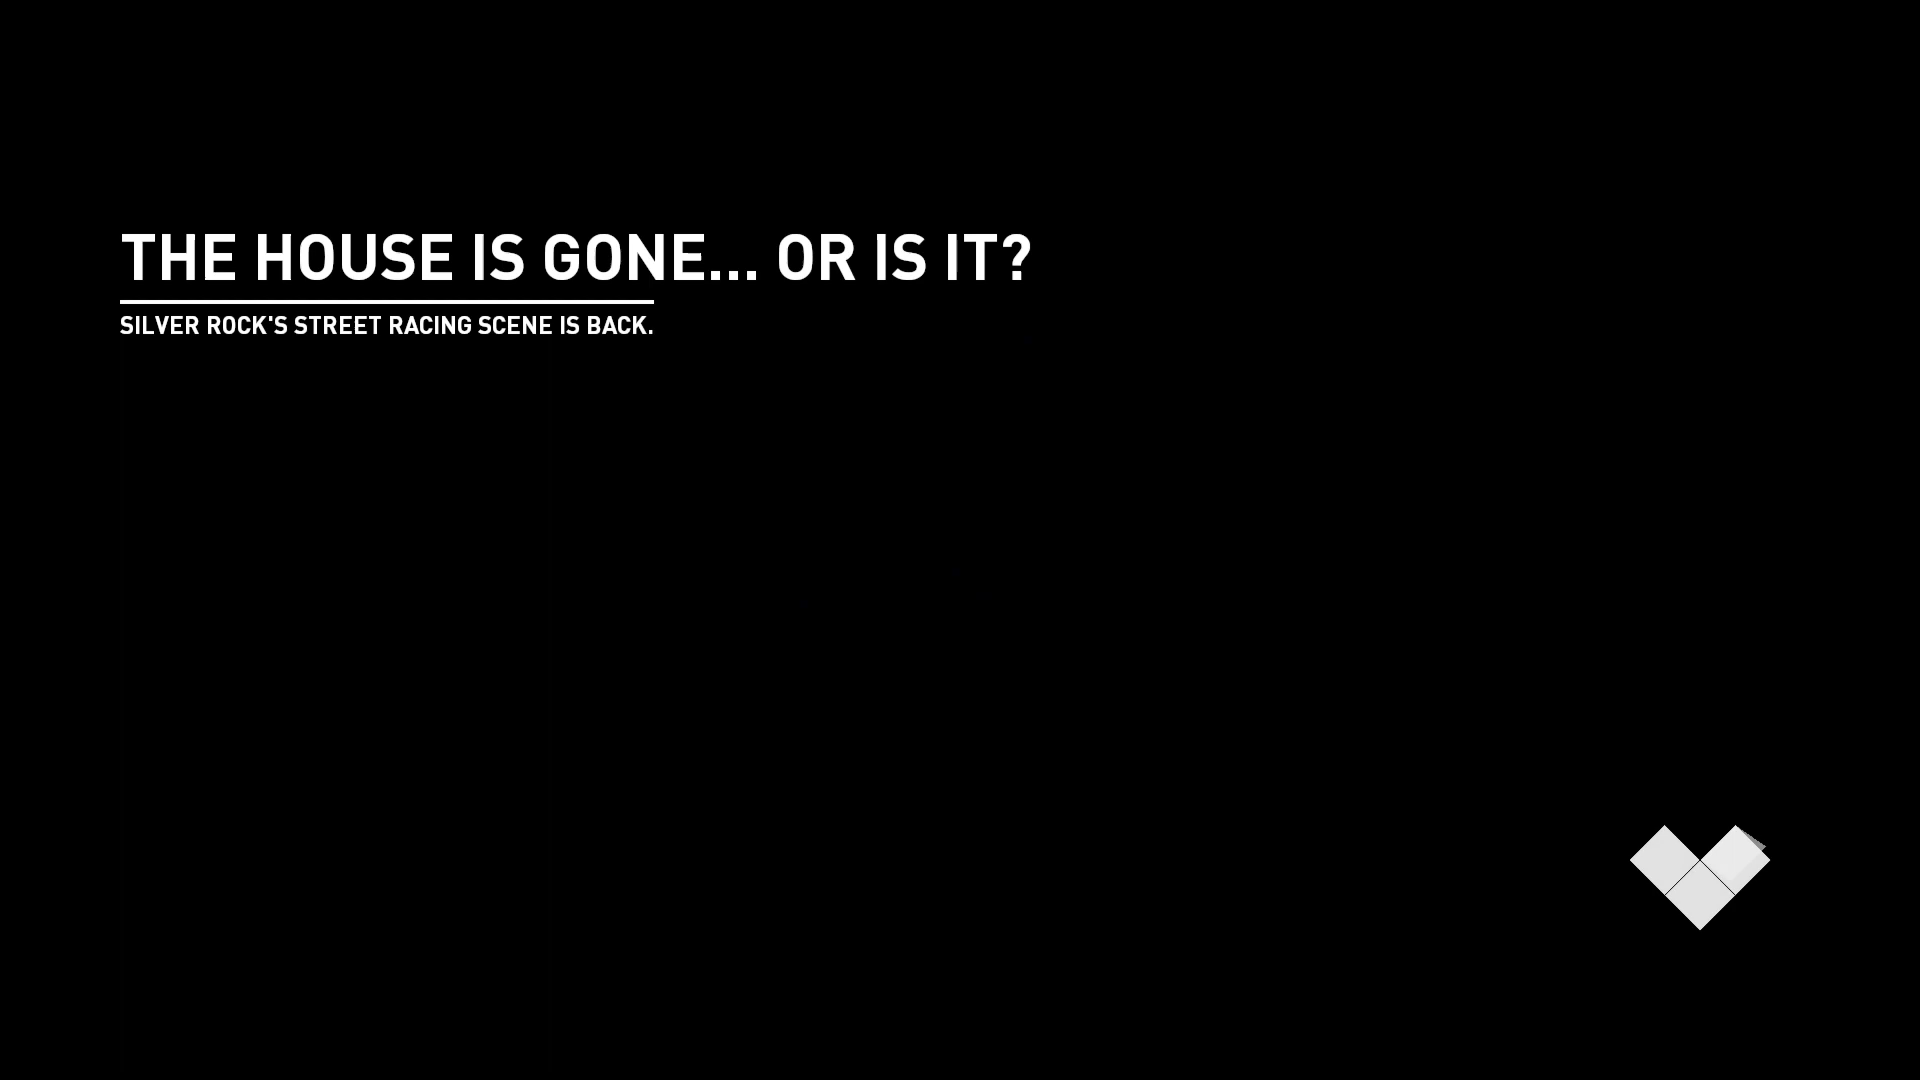 THE HOUSE IS GONE... OR IS IT?
SILVER ROCK'S STREET RACING SCENE IS BACK.